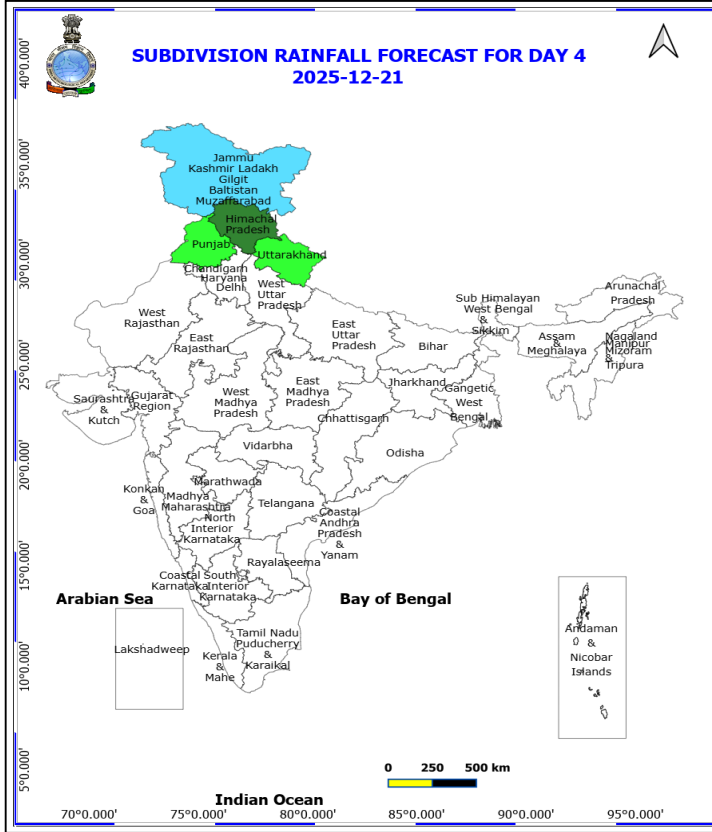 SUBDIVISION RAINFALL FORECAST FOR DAY 4
2025-12-21
40°0.000'
35°0.000'
30°0.000'
25°0.000'
20°0.000'
15°0.000'
10°0.000'
5°0.000'
Jammu
Kashmir Ladakh
Gilgit
Baltistan
Muzaffarabad
Himachal
Pradesh
Punjab
Uttarakhand
Chandigarh
Haryana
Delhi
West
Uttar
Pradesh
Arunachal
Pradesh
Sub Himalayan
West Bengal
&
Sikkim
West
Rajasthan
East
Rajasthan
East
Uttar
Pradesh
Bihar
Assam
&
Meghalaya
Nagaland
Manipur
Mizoram
&
Tripura
Saurashtra
&
Kutch
Gujarat
Region
West
Madhya
Pradesh
East
Madhya
Pradesh
Jharkhand
Gangetic
West
Bengal
Chhattisgarh
Vidarbha
Odisha
Konkan
&
Goa
Madhya
Maharashtra
Marathwada
Telangana
North
Interior
Karnataka
Coastal
Andhra
Pradesh
&
Yanam
Rayalaseema
Coastal
Karnataka
South
Interior
Karnataka
Arabian Sea
Bay of Bengal
Lakshadweep
Kerala
&
Mahe
Tamil Nadu
Puducherry
&
Karaikal
Andaman
&
Nicobar
Islands
0 250 500 km
Indian Ocean
70°0.000' 75°0.000' 80°0.000' 85°0.000' 90°0.000' 95°0.000'